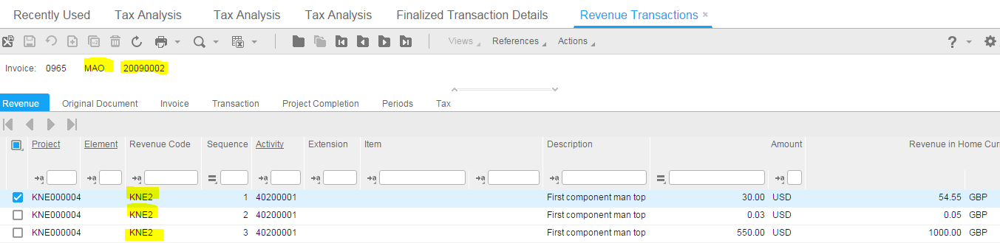 Recently Used Tax Analysis Tax Analysis Tax Analysis Finalized Transaction Details Revenue Transactions ×
Views References Actions ?
Invoice: 0965 MAO 20090002
Revenue Original Document Invoice Transaction Project Completion Periods Tax
Project Element Revenue Code Sequence Activity Extension Item Description Amount Revenue in Home Cur
KNE000004 KNE2 1 40200001 First component man top 30.00 USD 54.55 GBP
KNE000004 KNE2 2 40200001 First component man top 0.03 USD 0.05 GBP
KNE000004 KNE2 3 40200001 First component man top 550.00 USD 1000.00 GBP